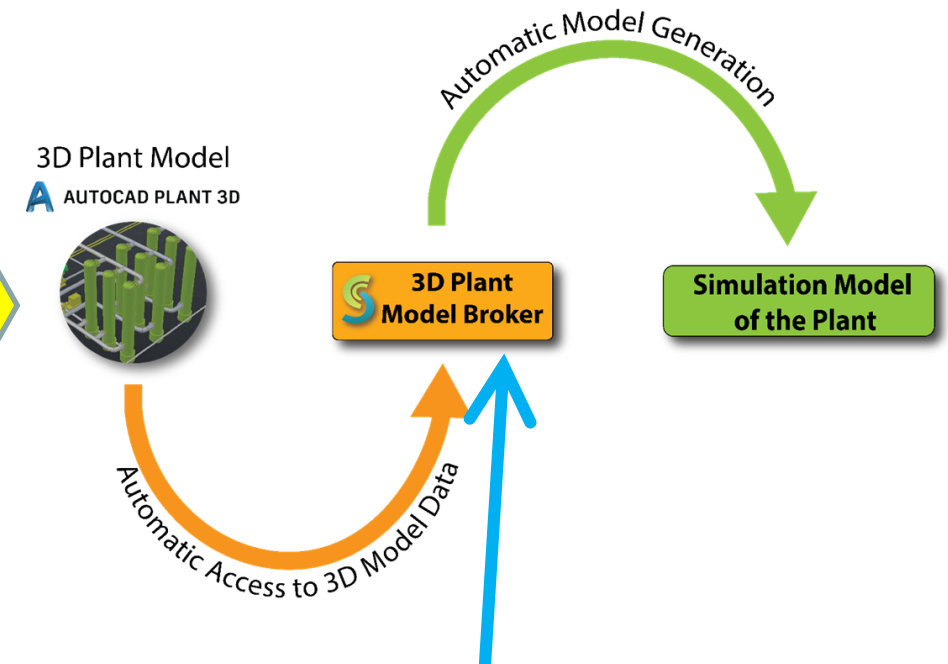 Automatic Model Generation
3D Plant Model
AUTOCAD PLANT 3D
3D Plant
Model Broker
Simulation Model
of the Plant
Automatic Access to 3D Model Data